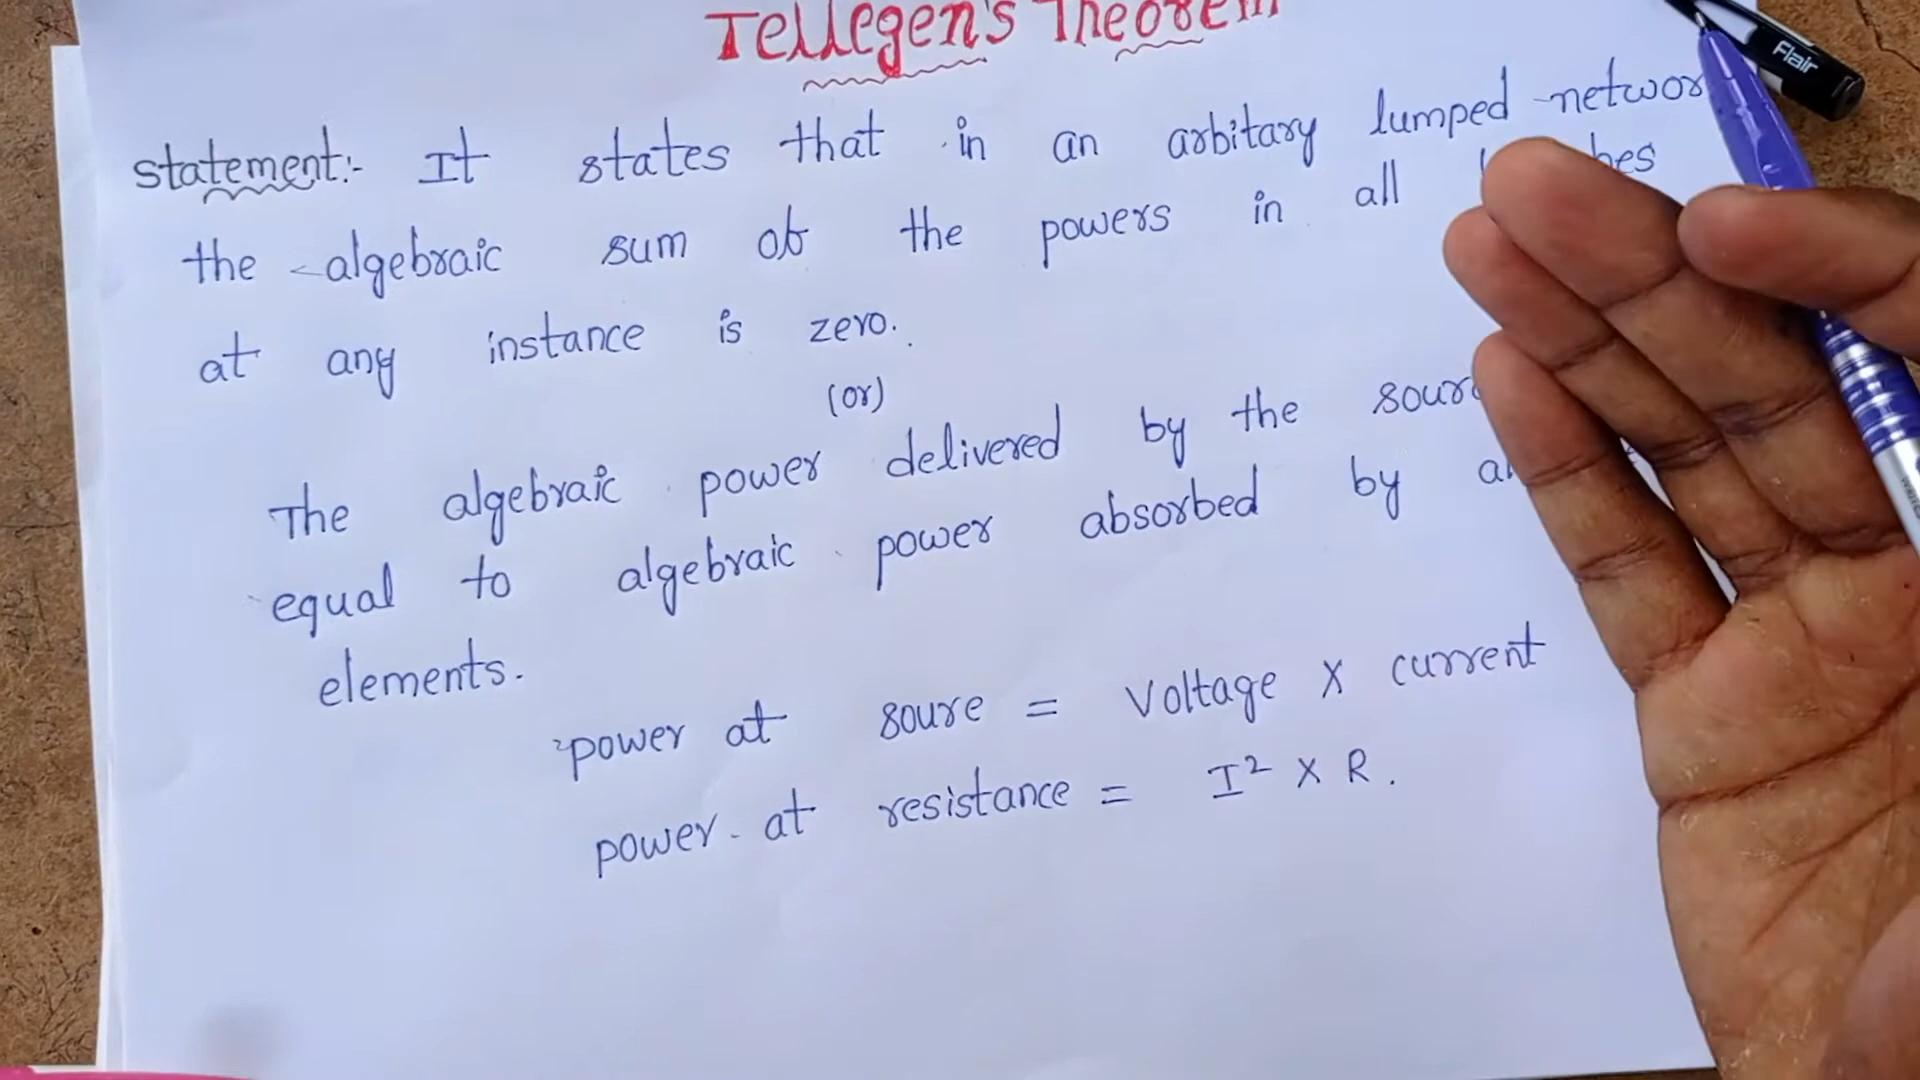 Tellegen's Theorem
statement:- It states that in an arbitary lumped networ
the algebraic sum of the powers in all
at any instance is zero.
(or)
The algebraic power delivered by the sour
equal to algebraic power absorbed by
elements.
power at soure = Voltage X current
power at resistance = I² X R.
Flair